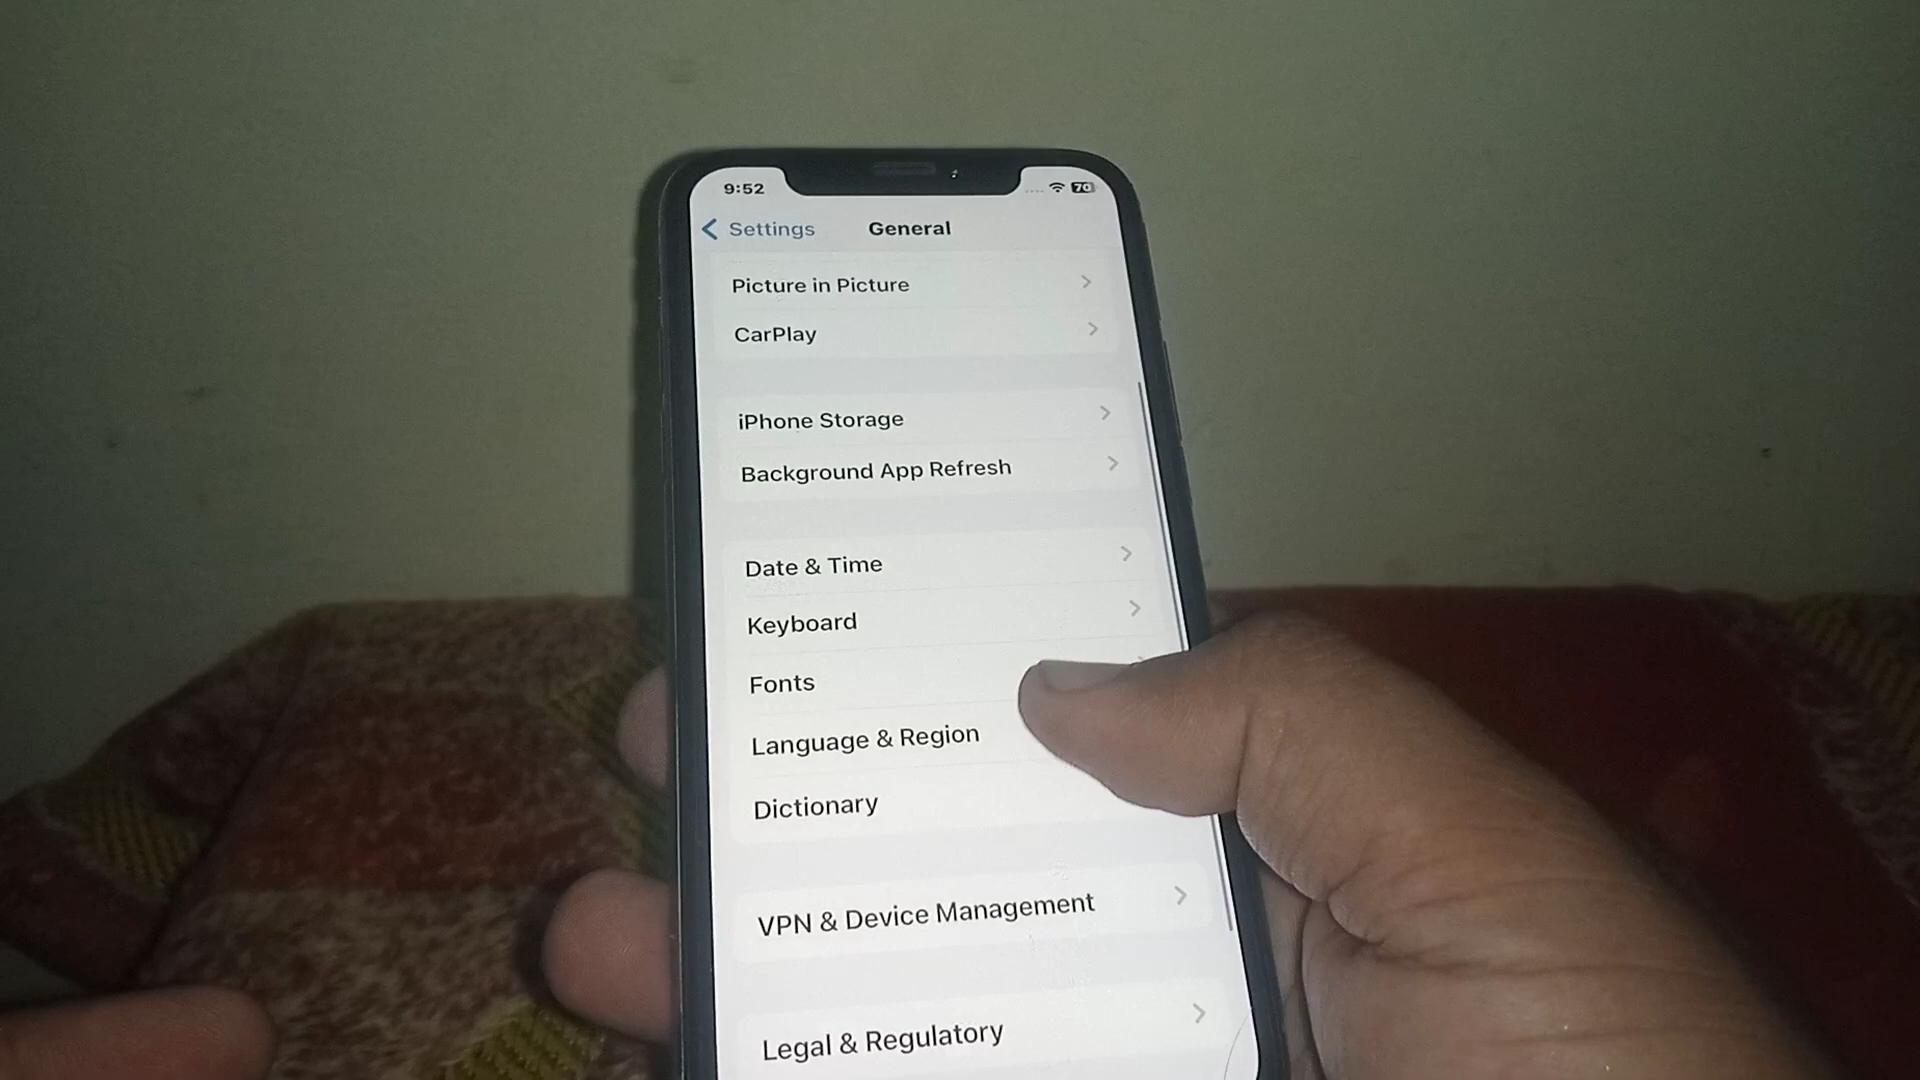 9:52
70
Settings
General
Picture in Picture
CarPlay
iPhone Storage
Background App Refresh
Date & Time
Keyboard
Fonts
Language & Region
Dictionary
VPN & Device Management
Legal & Regulatory